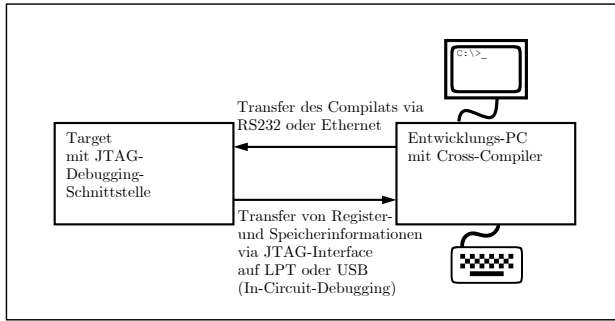 C:\>_
Transfer des Compilats via
RS232 oder Ethernet
Target
mit JTAG-
Debugging-
Schnittstelle
Entwicklungs-PC
mit Cross-Compiler
Transfer von Register-
und Speicherinformationen
via JTAG-Interface
auf LPT oder USB
(In-Circuit-Debugging)